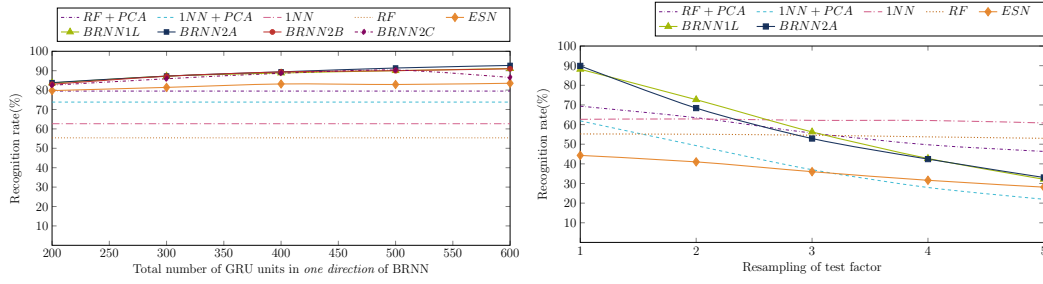 RF + PCA 1NN + PCA 1NN RF ESN
BRNN1L BRNN2A BRNN2B BRNN2C
100
90
80
70
60
50
40
30
20
10
Recognition rate(%)
200 250 300 350 400 450 500 550 600
Total number of GRU units in one direction of BRNN
RF + PCA 1NN + PCA 1NN RF ESN
BRNN1L BRNN2A
100
90
80
70
60
50
40
30
20
10
Recognition rate(%)
1 2 3 4 5
Resampling of test factor